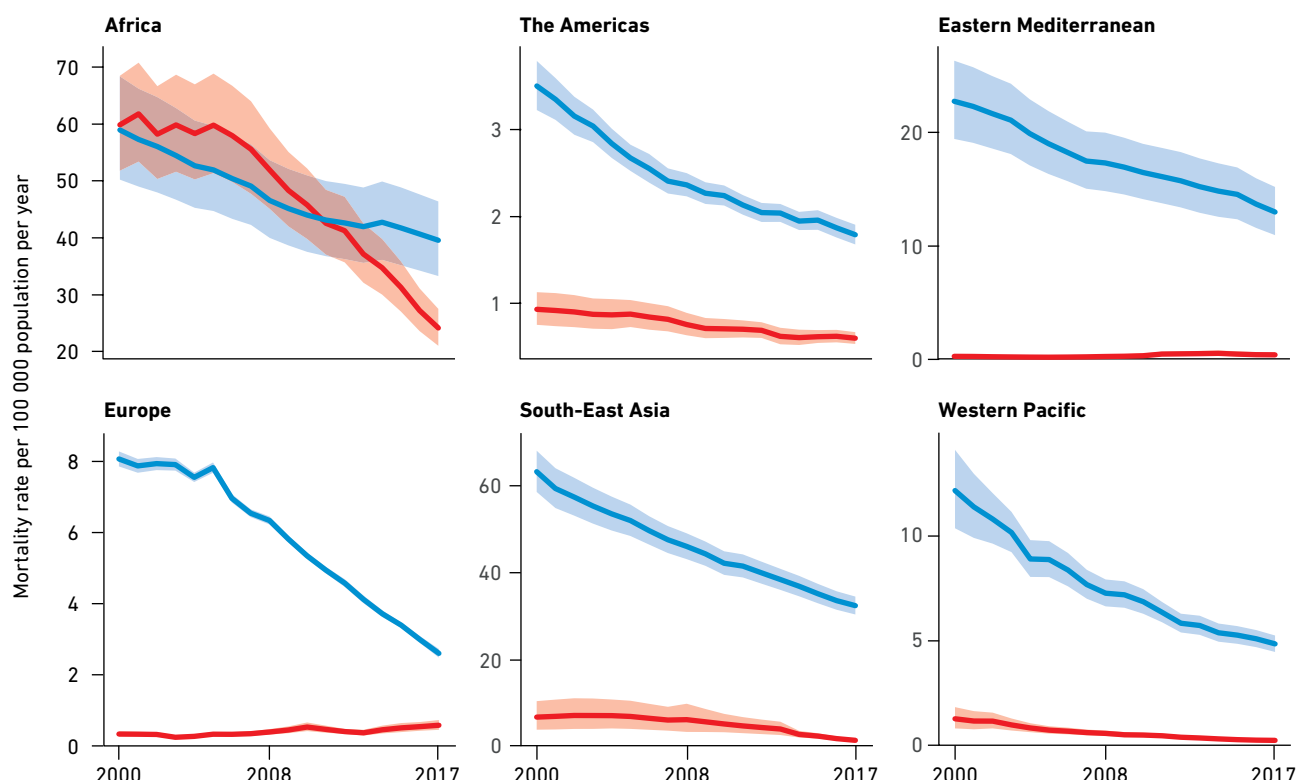 Mortality rate per 100 000 population per year
Africa
70
60
50
40
30
20
The Americas
3
2
1
Eastern Mediterranean
20
10
0
Europe
8
6
4
2
0
2000 2008 2017
South-East Asia
60
40
20
0
2000 2008 2017
Western Pacific
10
5
0
2000 2008 2017